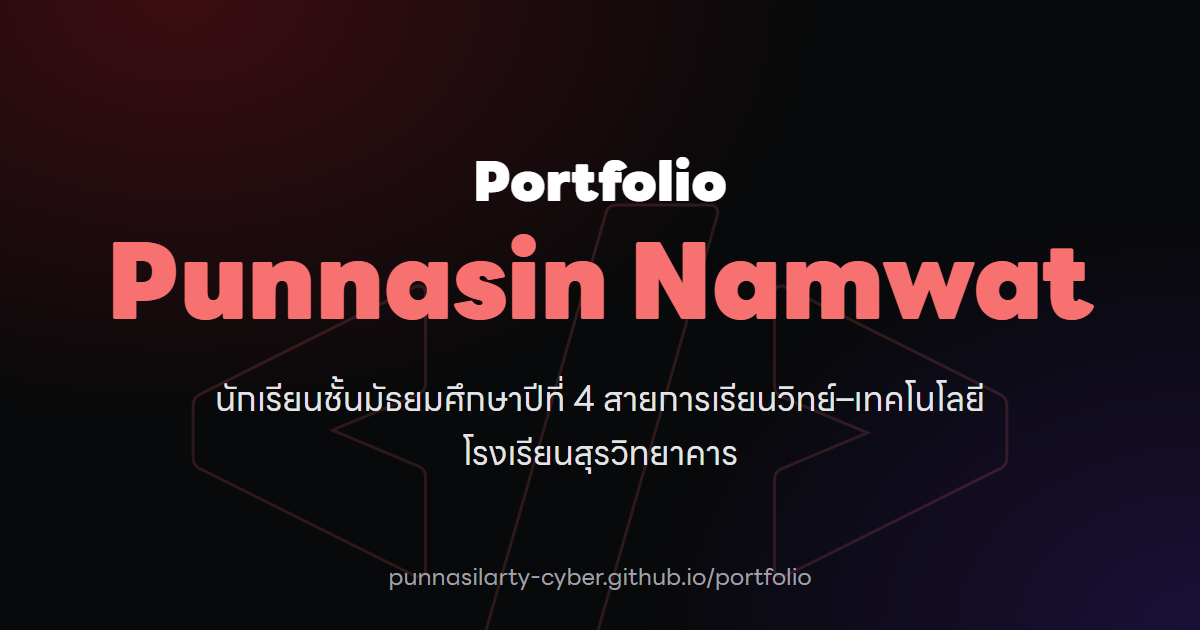 Portfolio
Punnasin Namwat
นักเรียนชั้นมัธยมศึกษาปีที่ 4 สายการเรียนวิทย์–เทคโนโลยี
โรงเรียนสุรวิทยาคาร
punnasilarty-cyber.github.io/portfolio